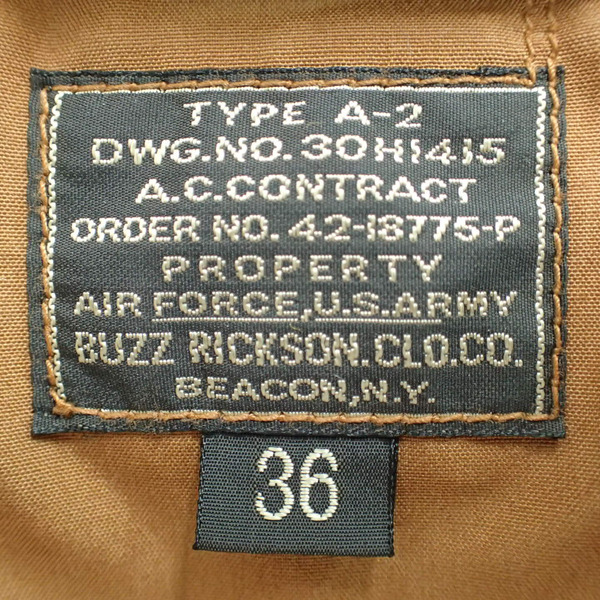 TYPE A-2
DWG.NO. 30H1415
A.C.CONTRACT
ORDER NO. 42-18775-P
PROPERTY
AIR FORCE,U.S.ARMY
BUZZ RICKSON.CLO.CO.
BEACON,N.Y.
36